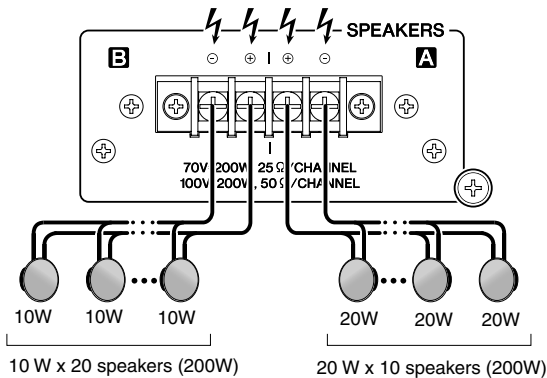 SPEAKERS
B A
⊖ ⊕ I ⊕ ⊖
I
70V, 200W, 25 Ω/CHANNEL
100V, 200W, 50 Ω/CHANNEL
10W 10W 10W 20W 20W 20W
10 W x 20 speakers (200W) 20 W x 10 speakers (200W)